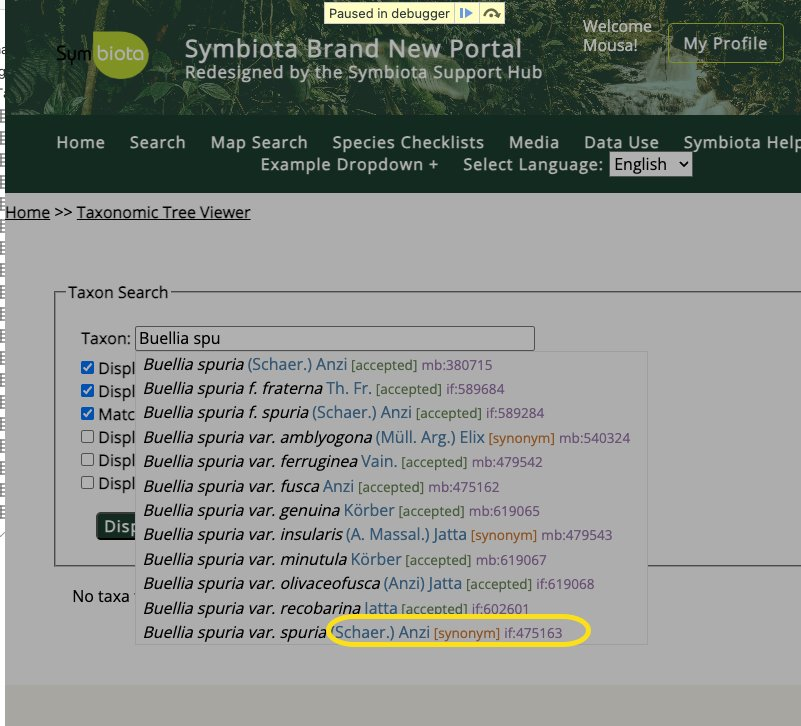 Paused in debugger
Symbiota
Symbiota Brand New Portal
Redesigned by the Symbiota Support Hub
Welcome
Mousa!
My Profile
Home Search Map Search Species Checklists Media Data Use Symbiota Help
Example Dropdown + Select Language: English
Home >> Taxonomic Tree Viewer
Taxon Search
Taxon: Buellia spu
Buellia spuria (Schaer.) Anzi [accepted] mb:380715
Displ
Buellia spuria f. fraterna Th. Fr. [accepted] if:589684
Displ
Buellia spuria f. spuria (Schaer.) Anzi [accepted] if:589284
Matc
Buellia spuria var. amblyogona (Müll. Arg.) Elix [synonym] mb:540324
Displ
Buellia spuria var. ferruginea Vain. [accepted] mb:479542
Displ
Buellia spuria var. fusca Anzi [accepted] mb:475162
Displ
Buellia spuria var. genuina Körber [accepted] mb:619065
Disp
Buellia spuria var. insularis (A. Massal.) Jatta [synonym] mb:479543
Buellia spuria var. minutula Körber [accepted] mb:619067
Buellia spuria var. olivaceofusca (Anzi) Jatta [accepted] if:619068
No taxa
Buellia spuria var. recobarina Jatta [accepted] if:602601
Buellia spuria var. spuria (Schaer.) Anzi [synonym] if:475163